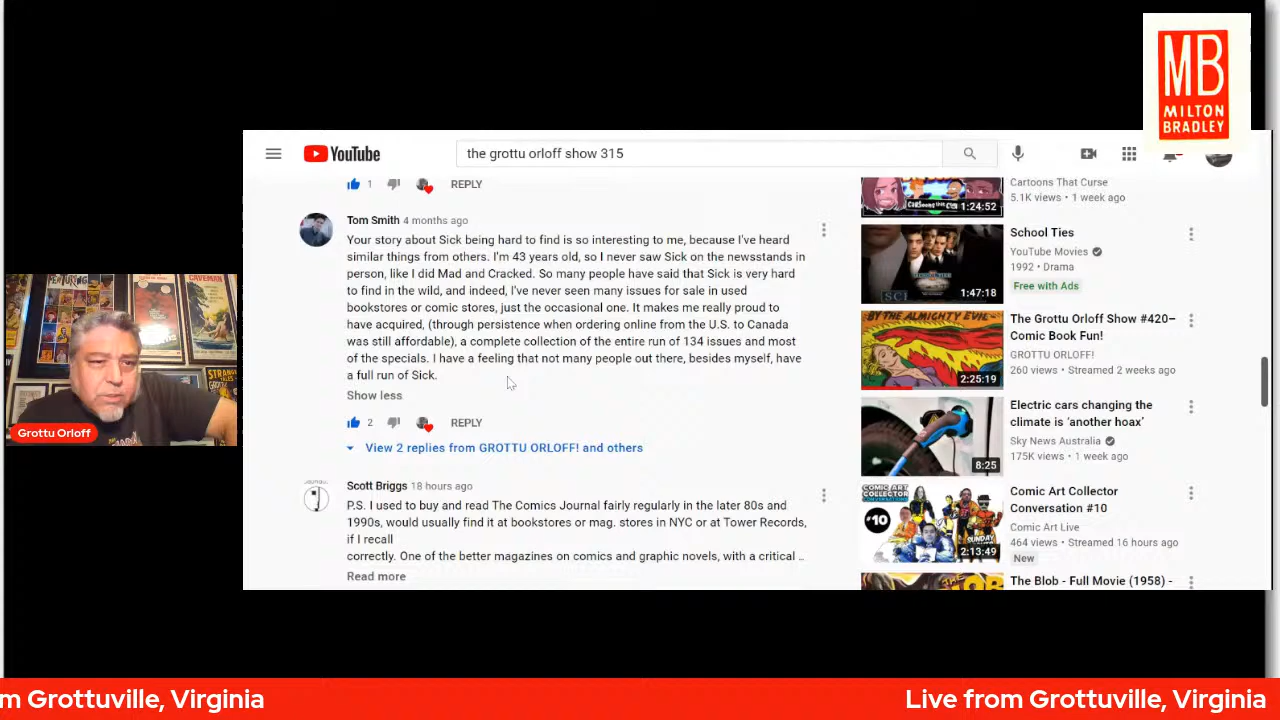 MB
MILTON
BRADLEY
YouTube
the grottu orloff show 315
1
REPLY
Tom Smith 4 months ago
Your story about Sick being hard to find is so interesting to me, because I've heard
similar things from others. I'm 43 years old, so I never saw Sick on the newsstands in
person, like I did Mad and Cracked. So many people have said that Sick is very hard
to find in the wild, and indeed, I've never seen many issues for sale in used
bookstores or comic stores, just the occasional one. It makes me really proud to
have acquired, (through persistence when ordering online from the U.S. to Canada
was still affordable), a complete collection of the entire run of 134 issues and most
of the specials. I have a feeling that not many people out there, besides myself, have
a full run of Sick.
Show less
2
REPLY
View 2 replies from GROTTU ORLOFF! and others
Scott Briggs 18 hours ago
P.S. I used to buy and read The Comics Journal fairly regularly in the later 80s and
1990s, would usually find it at bookstores or mag. stores in NYC or at Tower Records,
if I recall
correctly. One of the better magazines on comics and graphic novels, with a critical ...
Read more
1:24:52
Cartoons That Curse
5.1K views • 1 week ago
1:47:18
School Ties
YouTube Movies
1992 • Drama
Free with Ads
BY THE ALMIGHTY EVIL
2:25:19
The Grottu Orloff Show #420–
Comic Book Fun!
GROTTU ORLOFF!
260 views • Streamed 2 weeks ago
8:25
Electric cars changing the
climate is 'another hoax'
Sky News Australia
175K views • 1 week ago
COMIC ART
COLLECTOR
#10
SUNDAY
2:13:49
Comic Art Collector
Conversation #10
Comic Art Live
464 views • Streamed 16 hours ago
New
The Blob - Full Movie (1958) -
FEATURING
CAVEMAN
STRANGE
Grottu Orloff
m Grottuville, Virginia
Live from Grottuville, Virginia